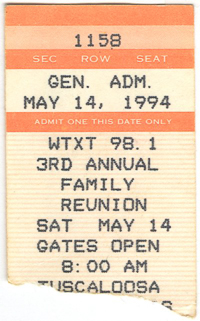 1158
SEC ROW SEAT
GEN. ADM.
MAY 14, 1994
ADMIT ONE THIS DATE ONLY
WTXT 98.1
3RD ANNUAL
FAMILY
REUNION
SAT MAY 14
GATES OPEN
8:00 AM
TUSCALOOSA